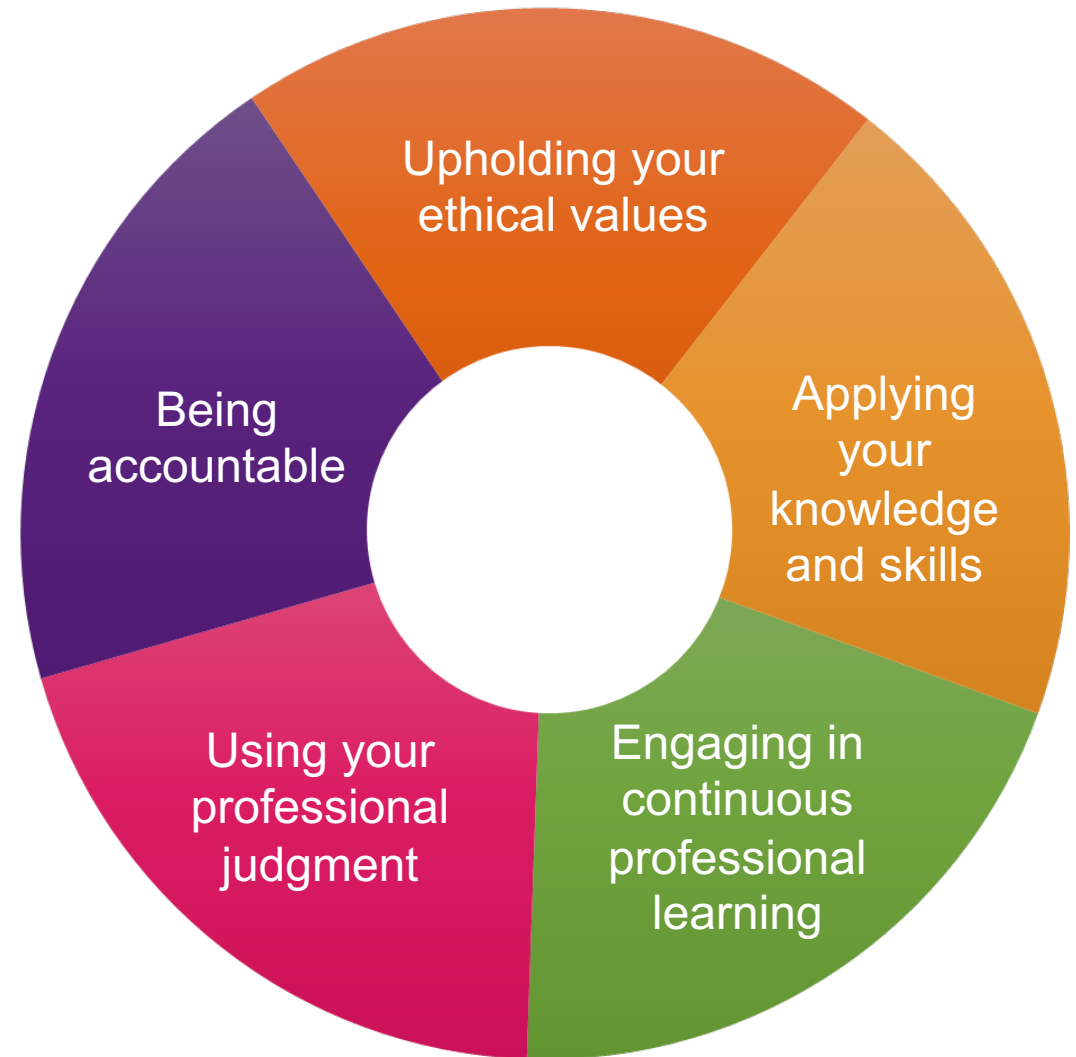 Upholding your
ethical values
Applying
your
knowledge
and skills
Engaging in
continuous
professional
learning
Using your
professional
judgment
Being
accountable